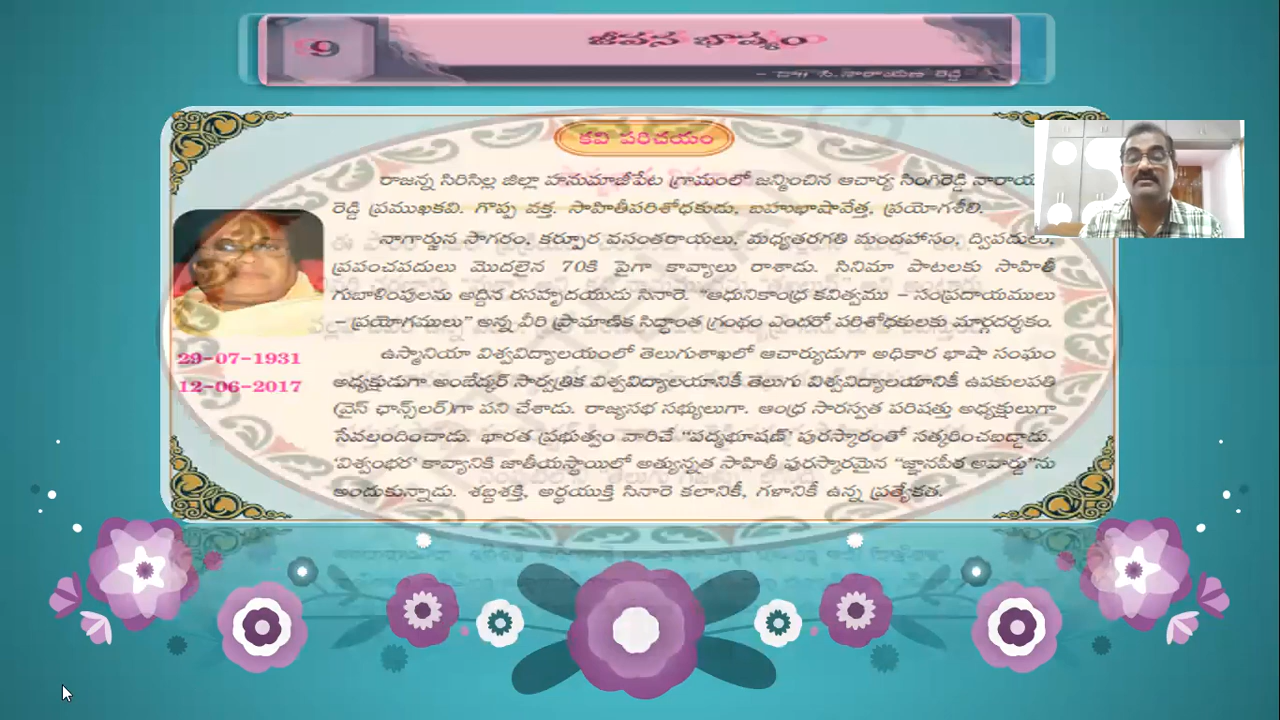 9
జీవన భాష్యం
- డా॥ సి.నారాయణ రెడ్డి
కవి పరిచయం
రాజన్న సిరిసిల్ల జిల్లా హనుమాజీపేట గ్రామంలో జన్మించిన ఆచార్య సింగిరెడ్డి నారాయ
రెడ్డి ప్రముఖకవి. గొప్ప వక్త. సాహితీపరిశోధకుడు, బహుభాషావేత్త, ప్రయోగశీలి.
నాగార్జున సాగరం, కర్పూర వసంతరాయలు, మధ్యతరగతి మందహాసం, ద్విపదులు,
ప్రపంచపదులు మొదలైన 70కి పైగా కావ్యాలు రాశాడు. సినిమా పాటలకు సాహితీ
గుబాళింపులను అద్దిన రసహృదయుడు సినారె. "ఆధునికాంధ్ర కవిత్వము - సంప్రదాయములు
- ప్రయోగములు" అన్న వీరి ప్రామాణిక సిద్ధాంత గ్రంథం ఎందరో పరిశోధకులకు మార్గదర్శకం.
29-07-1931
12-06-2017
ఉస్మానియా విశ్వవిద్యాలయంలో తెలుగుశాఖలో ఆచార్యుడుగా అధికార భాషా సంఘం
అధ్యక్షుడుగా అంబేద్కర్ సార్వత్రిక విశ్వవిద్యాలయానికీ తెలుగు విశ్వవిద్యాలయానికీ ఉపకులపతి
(వైస్ ఛాన్స్‌లర్)గా పని చేశాడు. రాజ్యసభ సభ్యులుగా. ఆంధ్ర సారస్వత పరిషత్తు అధ్యక్షులుగా
సేవలందించాడు. భారత ప్రభుత్వం వారిచే "పద్మభూషణ్" పురస్కారంతో సత్కరించబడ్డాడు.
'విశ్వంభర' కావ్యానికి జాతీయస్థాయిలో అత్యున్నత సాహితీ పురస్కారమైన "జ్ఞానపీఠ అవార్డు"ను
అందుకున్నాడు. శబ్దశక్తి, అర్థయుక్తి సినారె కలానికీ, గళానికీ ఉన్న ప్రత్యేకత.